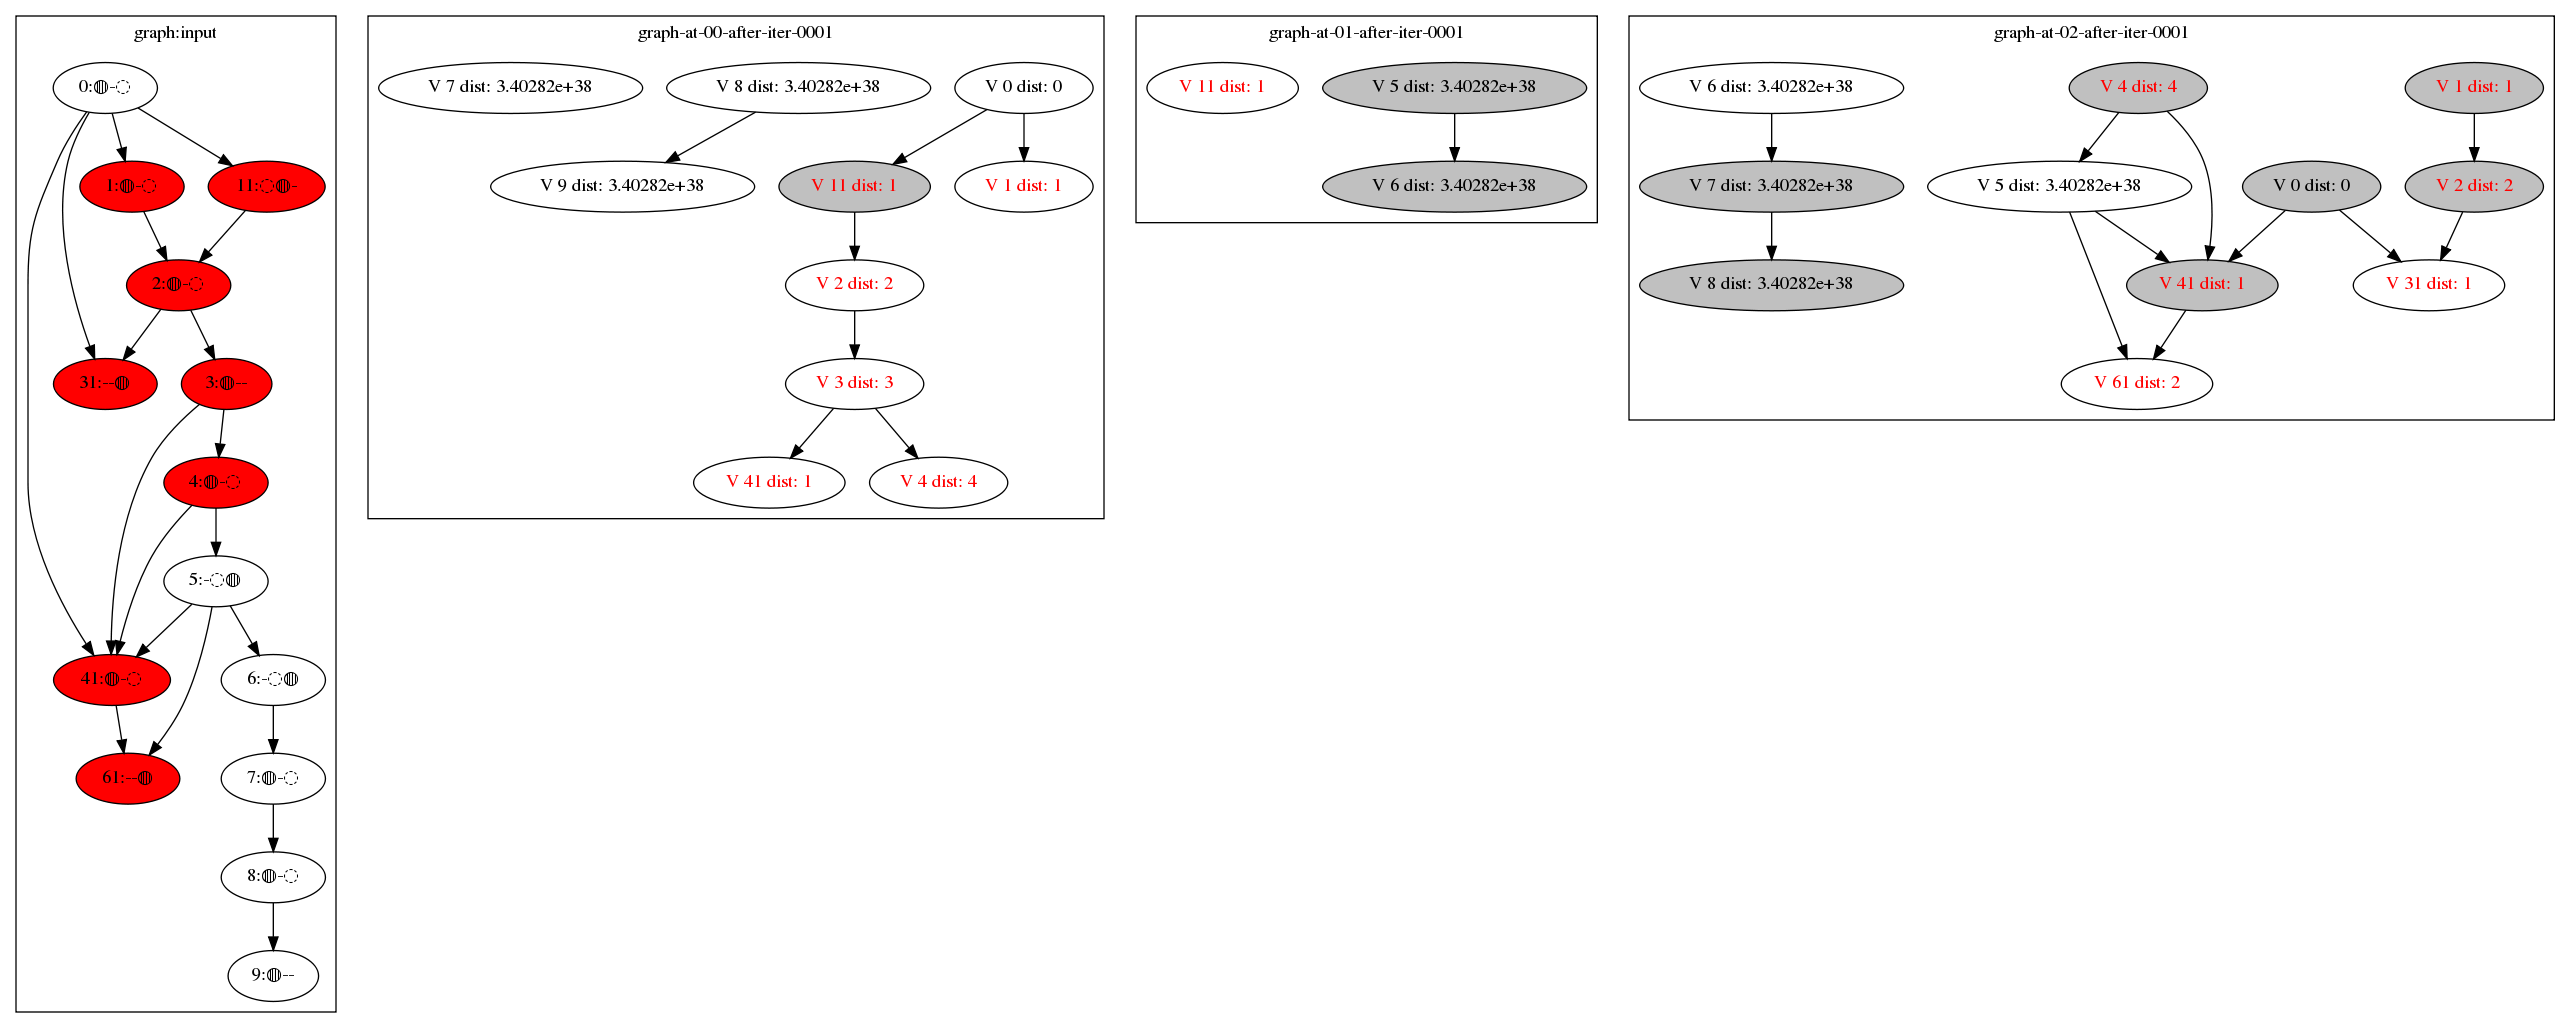 graph:input
0:◍-◌
1:◍-◌
11:◌◍-
2:◍-◌
31:--◍
3:◍--
4:◍-◌
5:-◌◍
41:◍-◌
6:-◌◍
61:--◍
7:◍-◌
8:◍-◌
9:◍--
graph-at-00-after-iter-0001
V 7 dist: 3.40282e+38
V 8 dist: 3.40282e+38
V 0 dist: 0
V 9 dist: 3.40282e+38
V 11 dist: 1
V 1 dist: 1
V 2 dist: 2
V 3 dist: 3
V 41 dist: 1
V 4 dist: 4
graph-at-01-after-iter-0001
V 11 dist: 1
V 5 dist: 3.40282e+38
V 6 dist: 3.40282e+38
graph-at-02-after-iter-0001
V 6 dist: 3.40282e+38
V 4 dist: 4
V 1 dist: 1
V 7 dist: 3.40282e+38
V 5 dist: 3.40282e+38
V 0 dist: 0
V 2 dist: 2
V 8 dist: 3.40282e+38
V 41 dist: 1
V 31 dist: 1
V 61 dist: 2